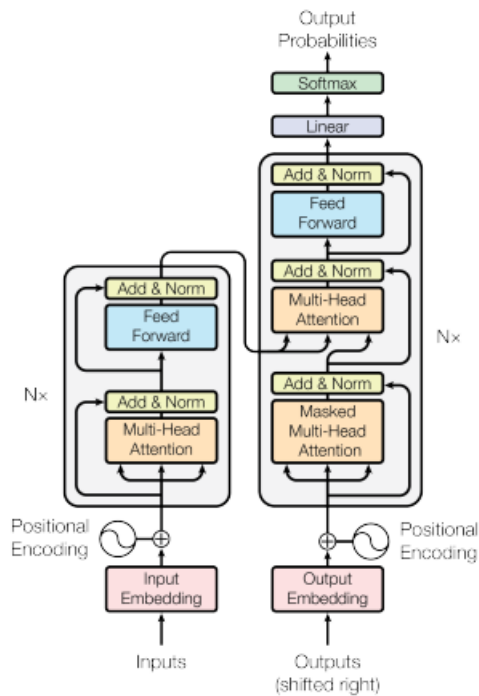 Output
Probabilities
Softmax
Linear
Add & Norm
Feed
Forward
Add & Norm
Multi-Head
Attention
Nx
Add & Norm
Masked
Multi-Head
Attention
Add & Norm
Feed
Forward
Nx
Add & Norm
Multi-Head
Attention
Positional
Encoding
Positional
Encoding
Input
Embedding
Output
Embedding
Inputs
Outputs
(shifted right)